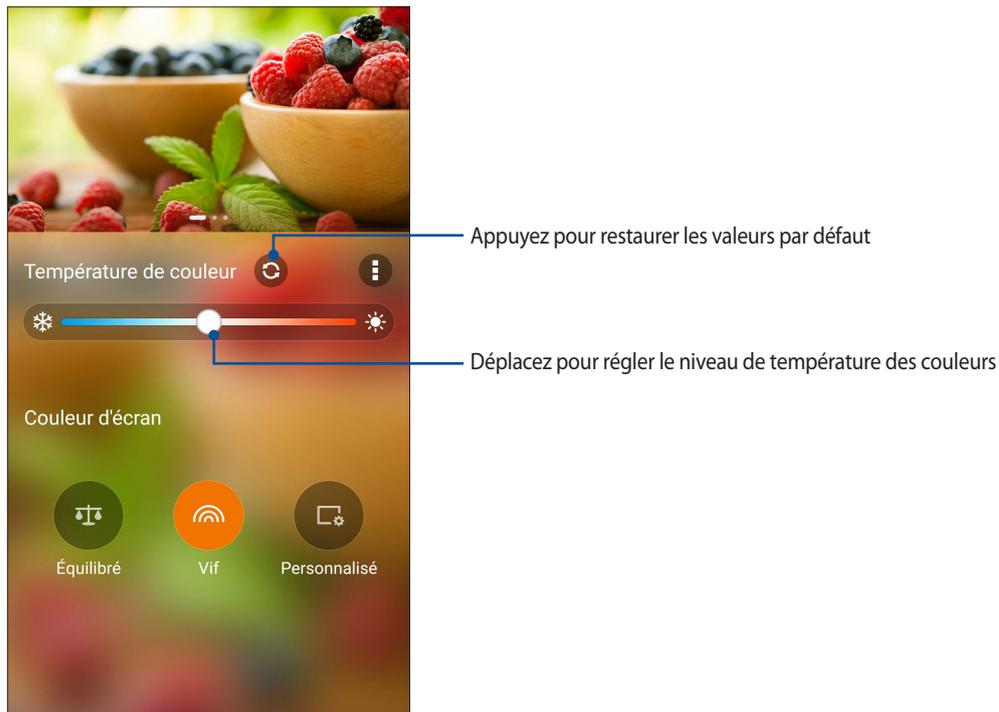 Appuyez pour restaurer les valeurs par défaut
Température de couleur
Déplacez pour régler le niveau de température des couleurs
Couleur d'écran
Équilibré
Vif
Personnalisé